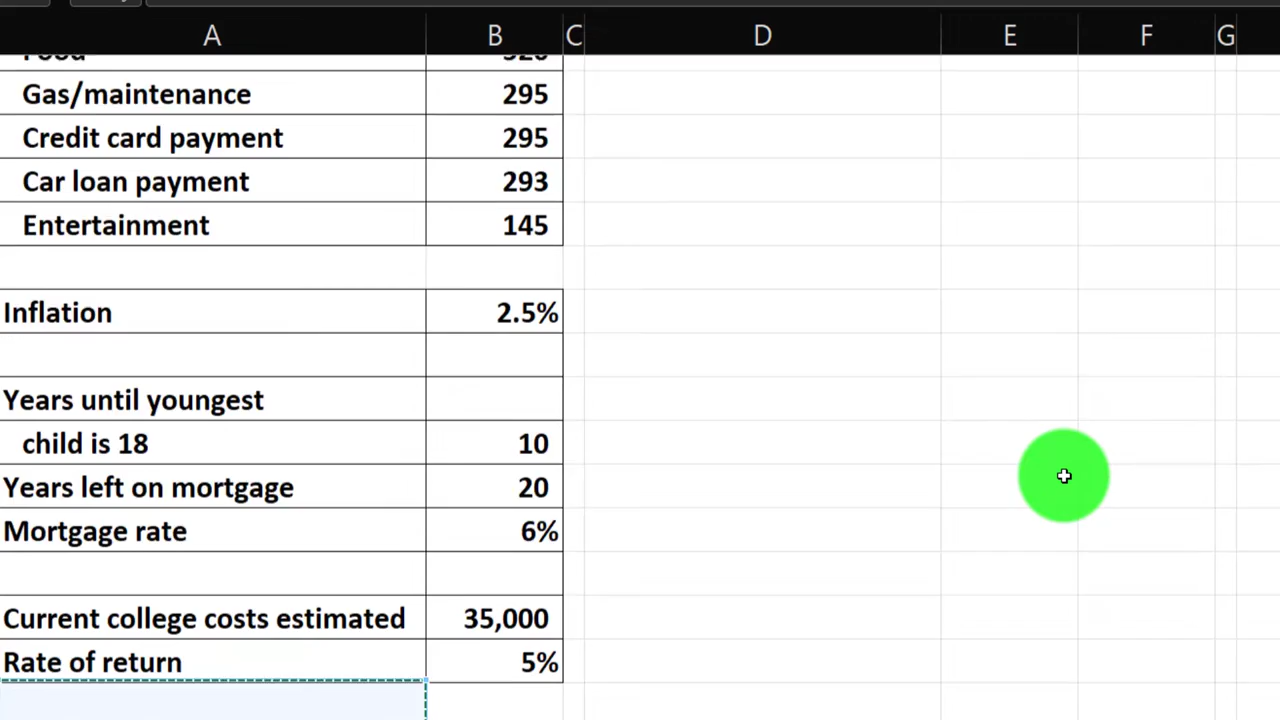 A B C D E F G
Food 520
Gas/maintenance 295
Credit card payment 295
Car loan payment 293
Entertainment 145
Inflation 2.5%
Years until youngest
child is 18 10
Years left on mortgage 20
Mortgage rate 6%
Current college costs estimated 35,000
Rate of return 5%